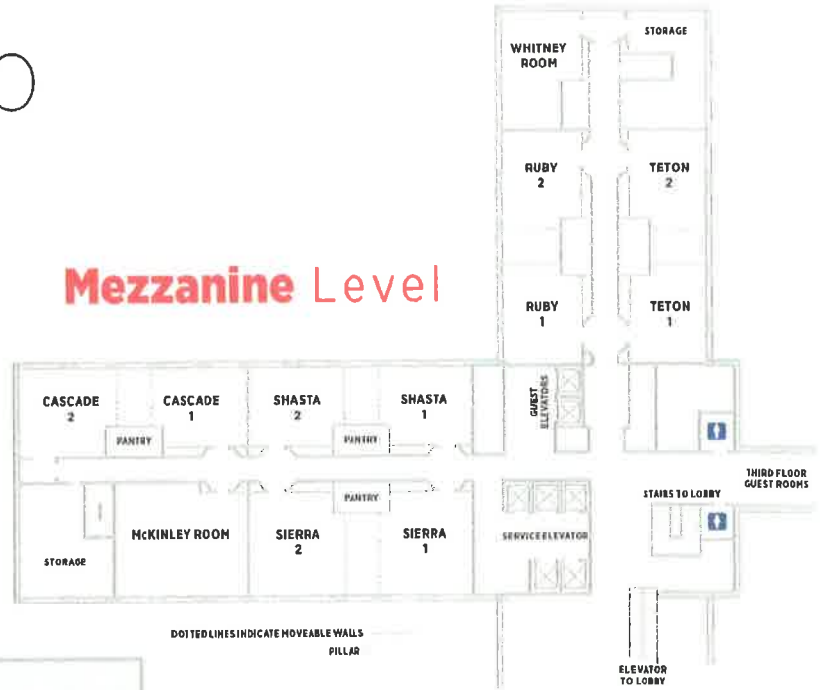 STORAGE
WHITNEY
ROOM
RUBY
2
TETON
2
Mezzanine Level
RUBY
1
TETON
1
CASCADE
2
CASCADE
1
SHASTA
2
SHASTA
1
GUEST
ELEVATORS
PANTRY
PANTRY
THIRD FLOOR
GUEST ROOMS
STAIRS TO LOBBY
PANTRY
McKINLEY ROOM
SIERRA
2
SIERRA
1
SERVICE ELEVATOR
STORAGE
DOTTED LINES INDICATE MOVEABLE WALLS
PILLAR
ELEVATOR
TO LOBBY